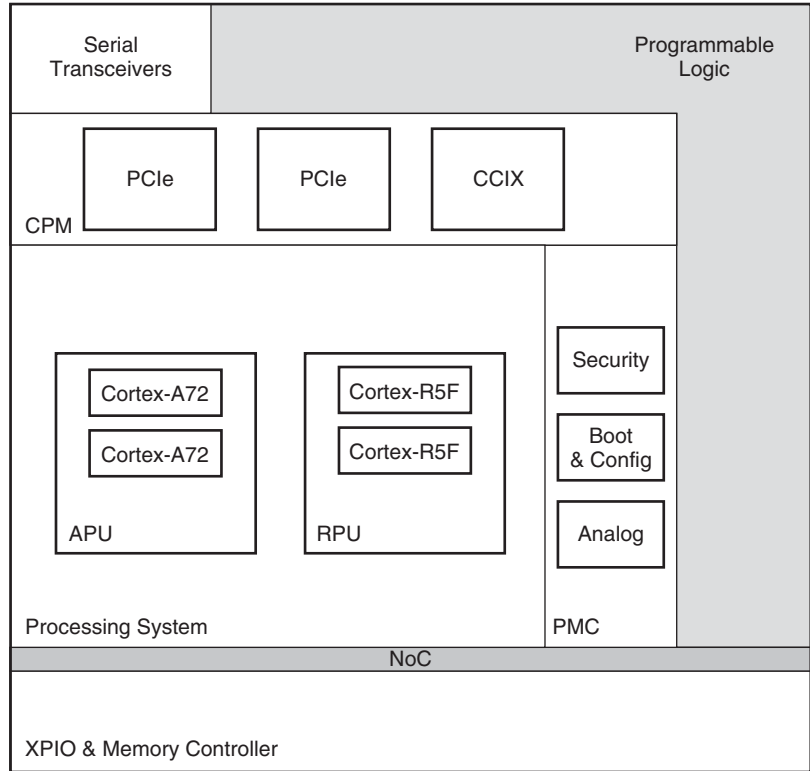 Serial
Transceivers
Programmable
Logic
PCIe
PCIe
CCIX
CPM
Cortex-A72
Cortex-A72
APU
Cortex-R5F
Cortex-R5F
RPU
Security
Boot
& Config
Analog
Processing System
PMC
NoC
XPIO & Memory Controller